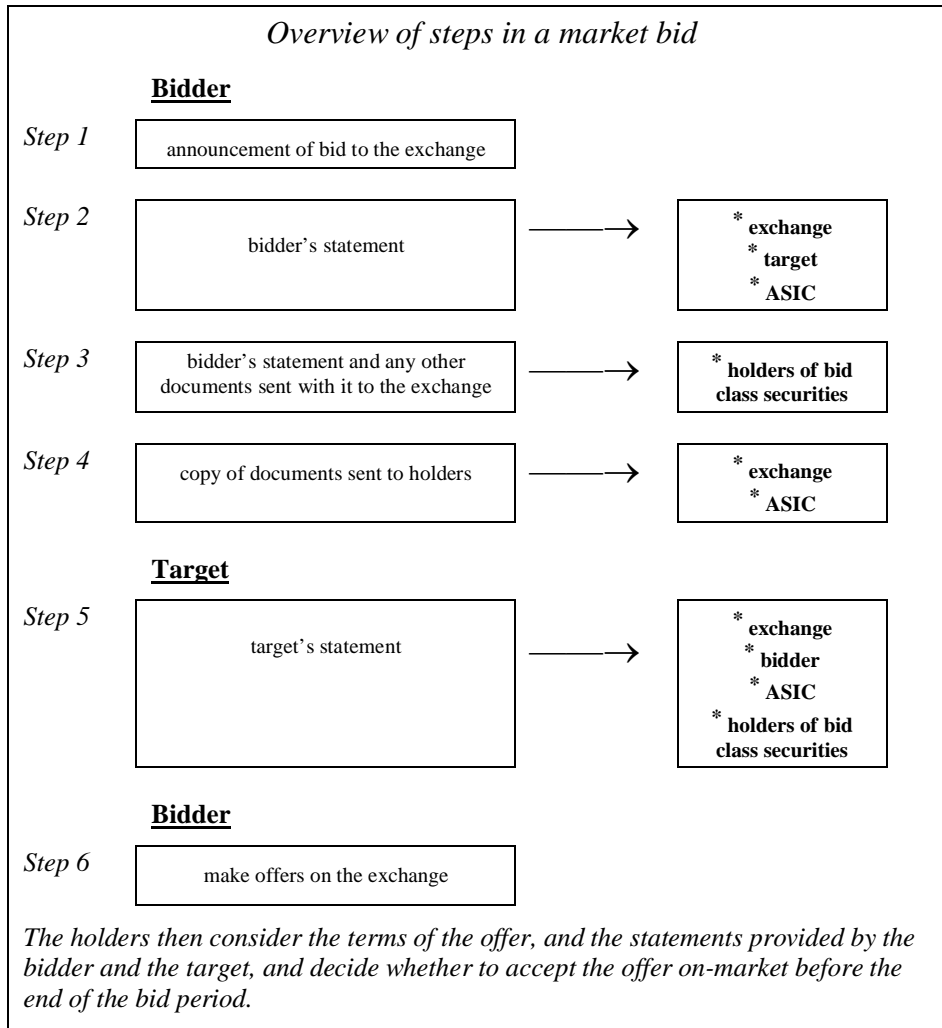 Overview of steps in a market bid
Bidder
Step 1
announcement of bid to the exchange
Step 2
bidder’s statement
* exchange
* target
* ASIC
Step 3
bidder’s statement and any other
documents sent with it to the exchange
* holders of bid
class securities
Step 4
copy of documents sent to holders
* exchange
* ASIC
Target
Step 5
target’s statement
* exchange
* bidder
* ASIC
* holders of bid
class securities
Bidder
Step 6
make offers on the exchange
The holders then consider the terms of the offer, and the statements provided by the
bidder and the target, and decide whether to accept the offer on-market before the
end of the bid period.